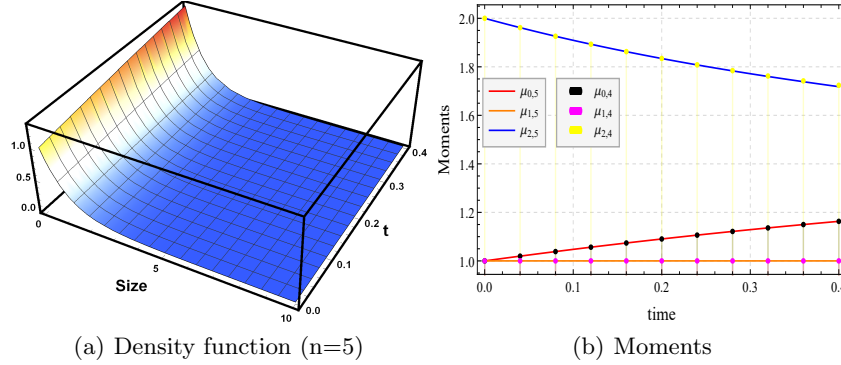 1.0
0.5
0.0
0
5
10
Size
0.0
0.1
0.2
0.3
0.4
t
(a) Density function (n=5)
2.0
1.8
1.6
1.4
1.2
1.0
Moments
μ0,5
μ1,5
μ2,5
μ0,4
μ1,4
μ2,4
0.0 0.1 0.2 0.3 0.4
time
(b) Moments